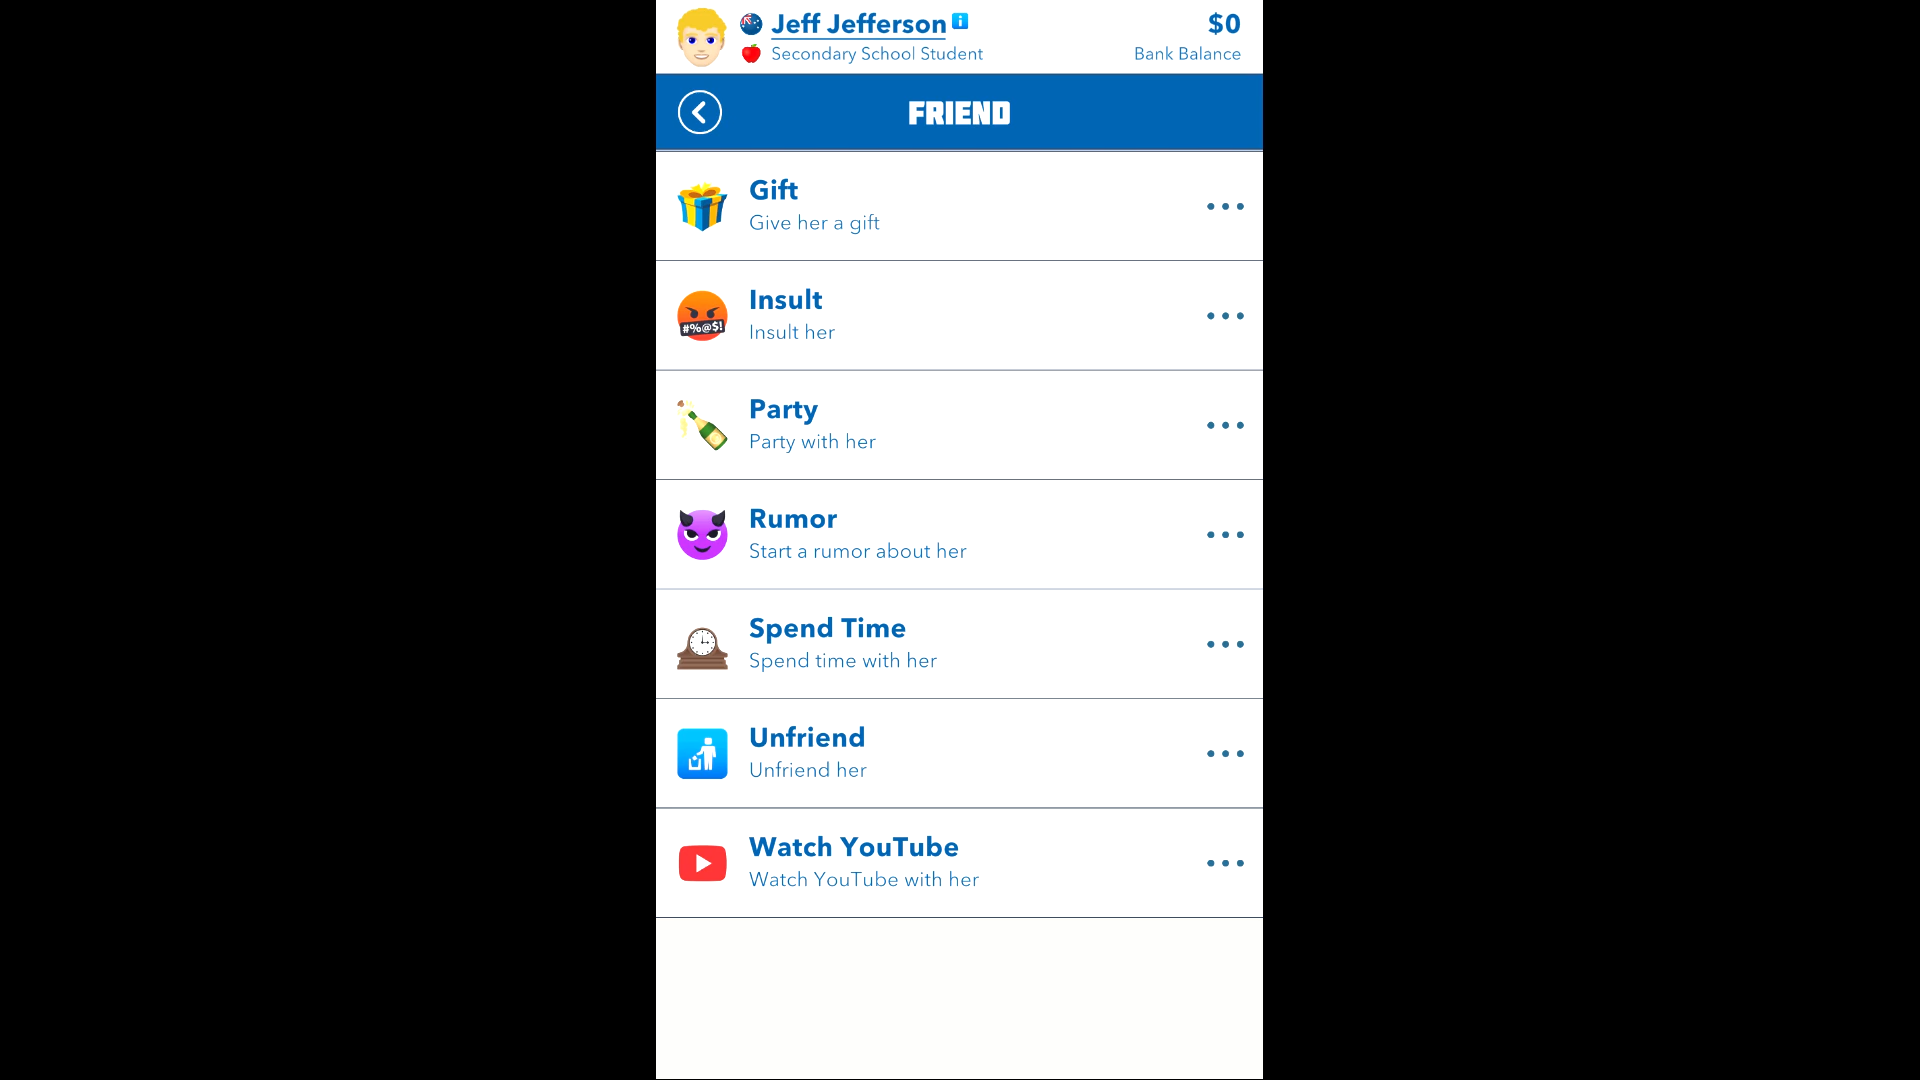 Jeff Jefferson
$0
Secondary School Student
Bank Balance
FRIEND
Gift
Give her a gift
Insult
#%@$!
Insult her
Party
Party with her
Rumor
Start a rumor about her
Spend Time
Spend time with her
Unfriend
Unfriend her
Watch YouTube
Watch YouTube with her